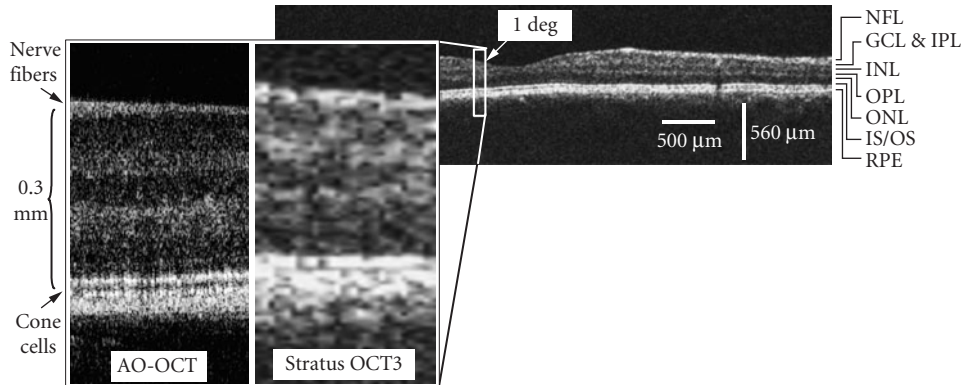 Nerve
fibers
0.3
mm
Cone
cells
AO-OCT
Stratus OCT3
1 deg
500 µm
560 µm
NFL
GCL & IPL
INL
OPL
ONL
IS/OS
RPE